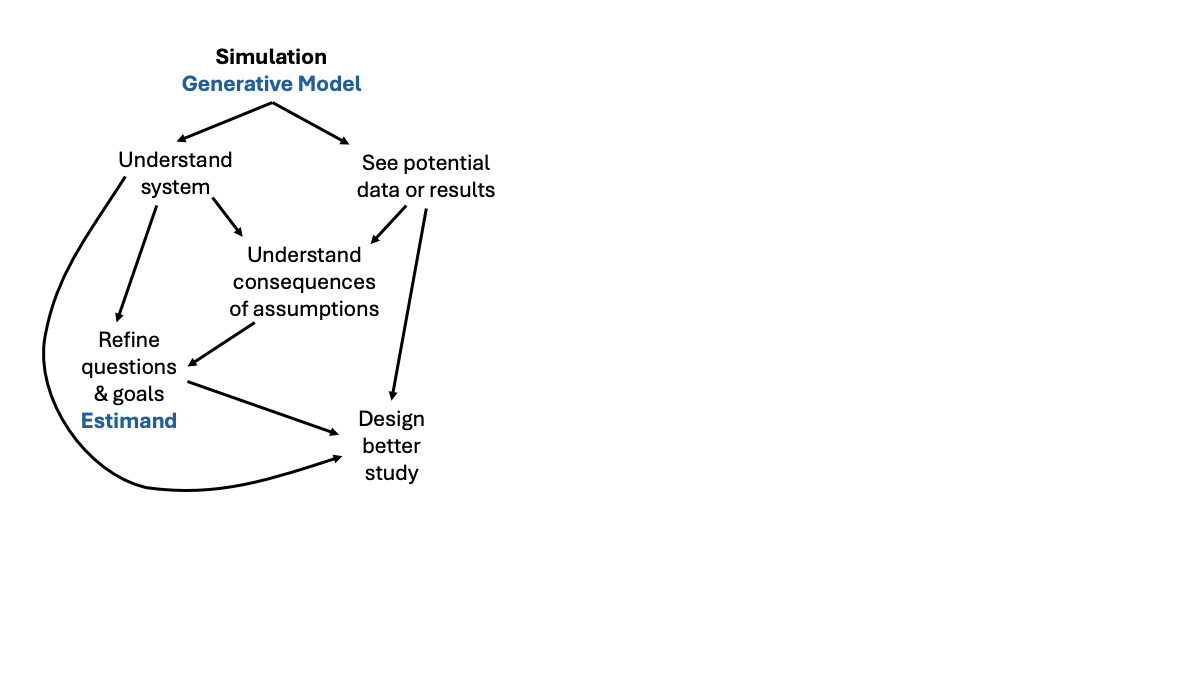 Simulation
Generative Model
Understand
system
See potential
data or results
Understand
consequences
of assumptions
Refine
questions
& goals
Estimand
Design
better
study